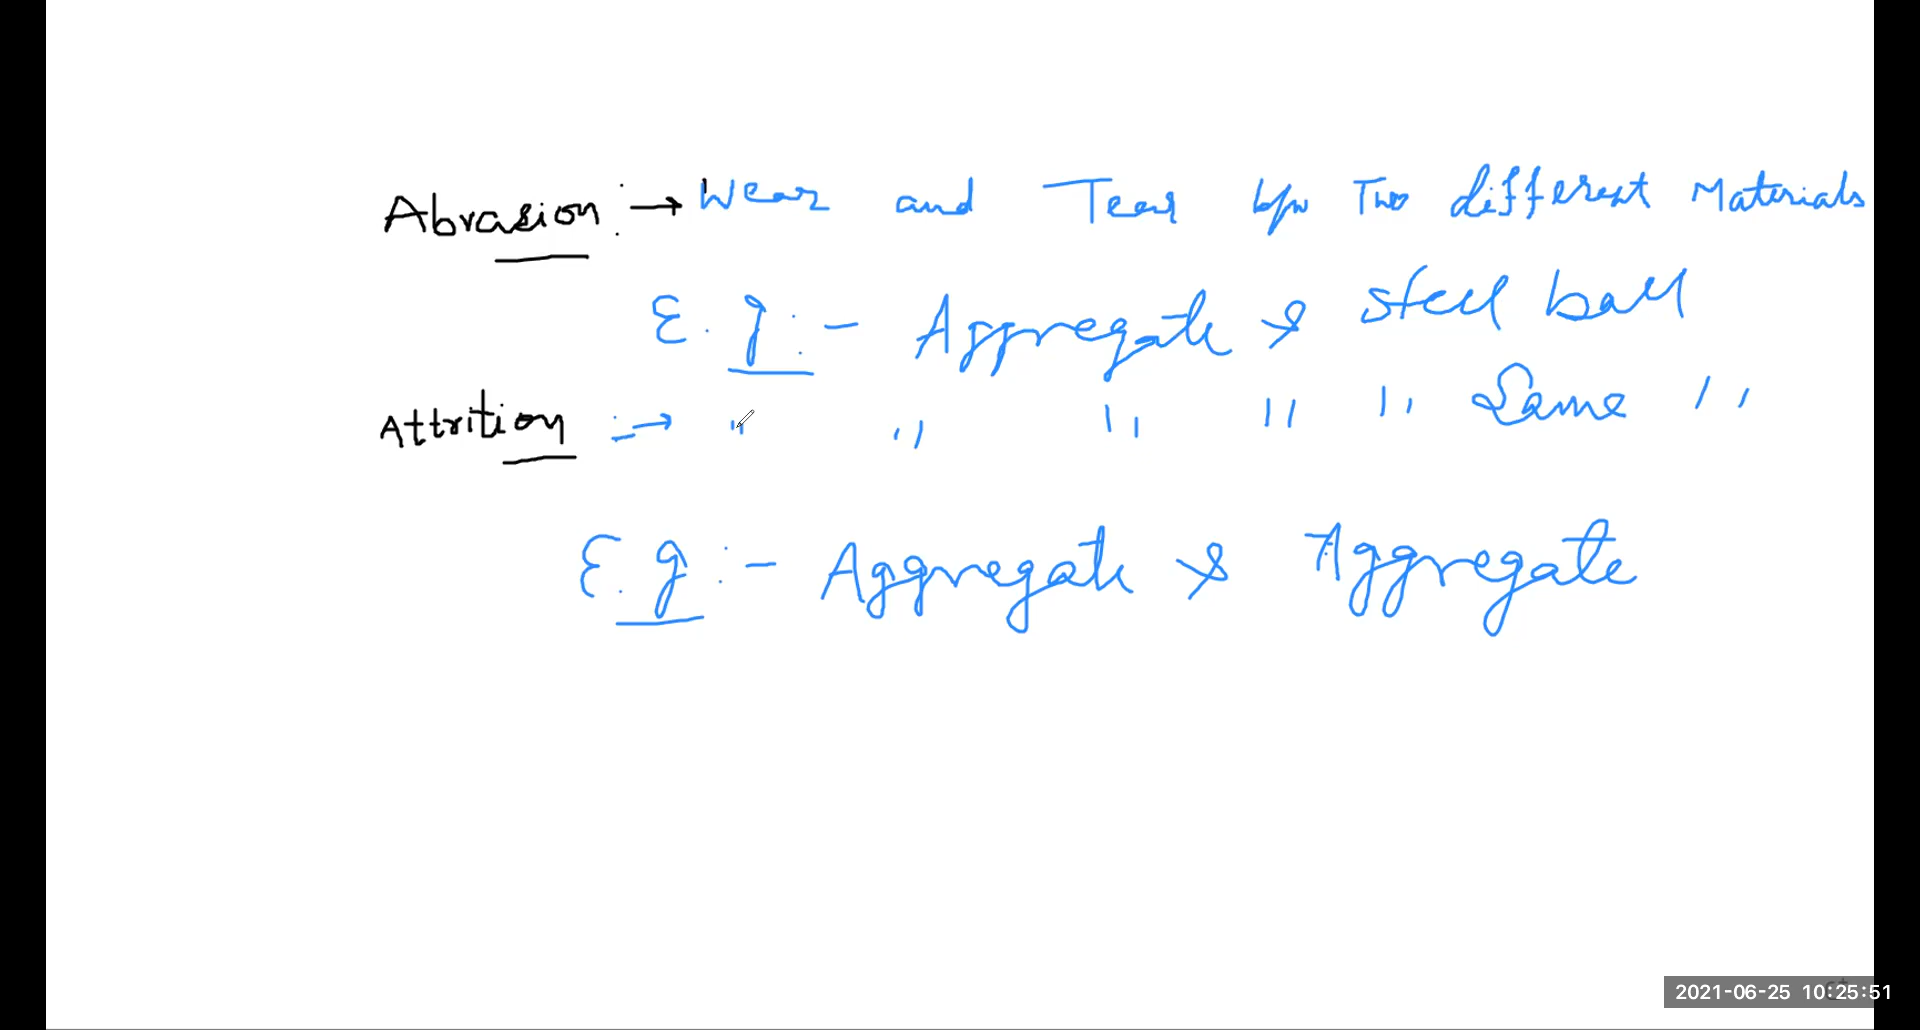 Abrasion :→ Wear and Tear b/w Two different Materials
E.g :- Aggregate & steel ball
Attrition :-→ " " " " " Same "
E.g :- Aggregate & Aggregate
2021-06-25 10:25:51